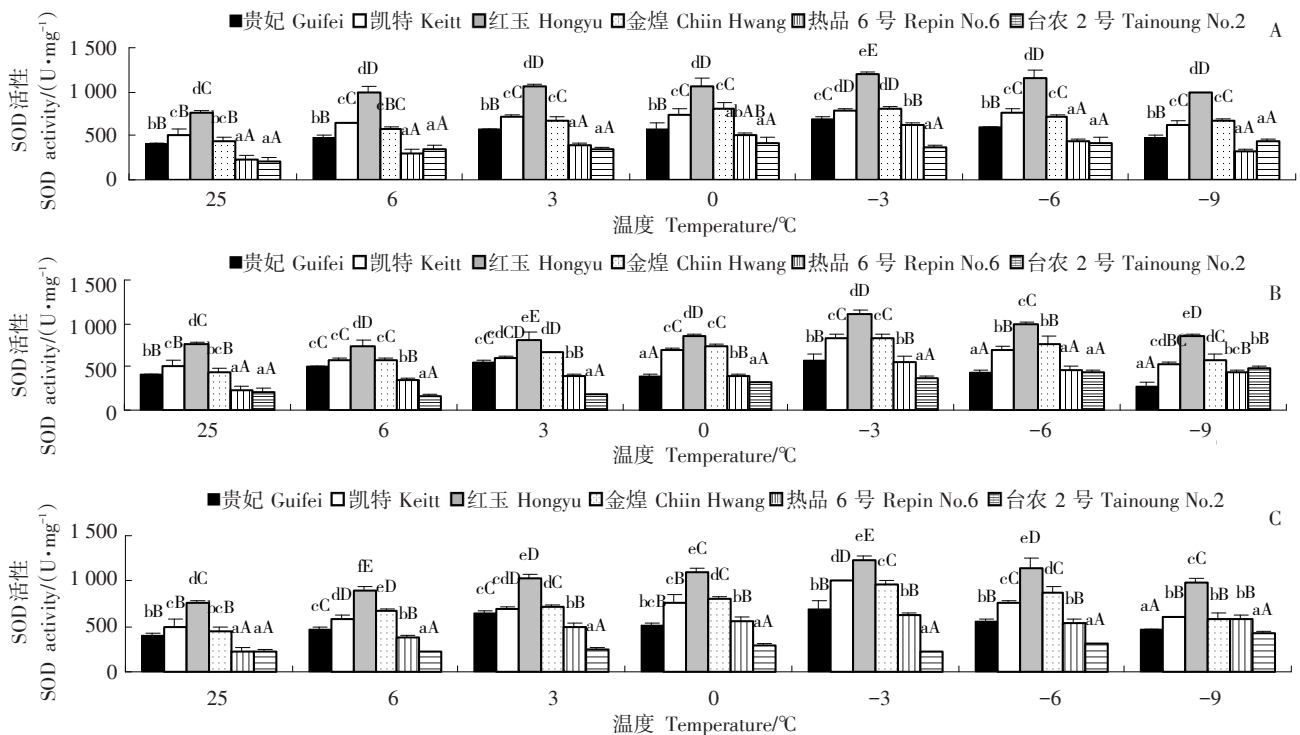 ■贵妃 Guifei □凯特 Keitt ■红玉 Hongyu 金煌 Chiin Hwang 热品 6 号 Repin No.6 台农 2 号 Tainoung No.2
A
SOD 活性
SOD activity/(U·mg⁻¹)
1 500
1 000
500
0
bB cB dC bcB aA aA
bB cC dD cBC aA aA
bB cC dD cC aA aA
bB cC dD cC abAB aA
cC dD eE dD bB aA
bB cC dD cC aA aA
bB cC dD cC aA aA
25 6 3 0 −3 −6 −9
温度 Temperature/℃
■贵妃 Guifei □凯特 Keitt ■红玉 Hongyu 金煌 Chiin Hwang 热品 6 号 Repin No.6 台农 2 号 Tainoung No.2
B
SOD 活性
SOD activity/(U·mg⁻¹)
1 500
1 000
500
0
bB cB dC bcB aA aA
cC cC dD cC bB aA
cC cdCD eE dD bB aA
aA cC dD cC bB aA
bB cC dD cC bB aA
aA bB cC bB aA aA
aA cdBC eD dC bcB bB
25 6 3 0 −3 −6 −9
温度 Temperature/℃
■贵妃 Guifei □凯特 Keitt ■红玉 Hongyu 金煌 Chiin Hwang 热品 6 号 Repin No.6 台农 2 号 Tainoung No.2
C
SOD 活性
SOD activity/(U·mg⁻¹)
1 500
1 000
500
0
bB cB dC bcB aA aA
cC dD fE eD bB aA
cC cdD eD dC bB aA
bcB cB eC dC bB aA
bB dD eE cC bB aA
bB cC eD dC bB aA
aA bB cC bB bB aA
25 6 3 0 −3 −6 −9
温度 Temperature/℃